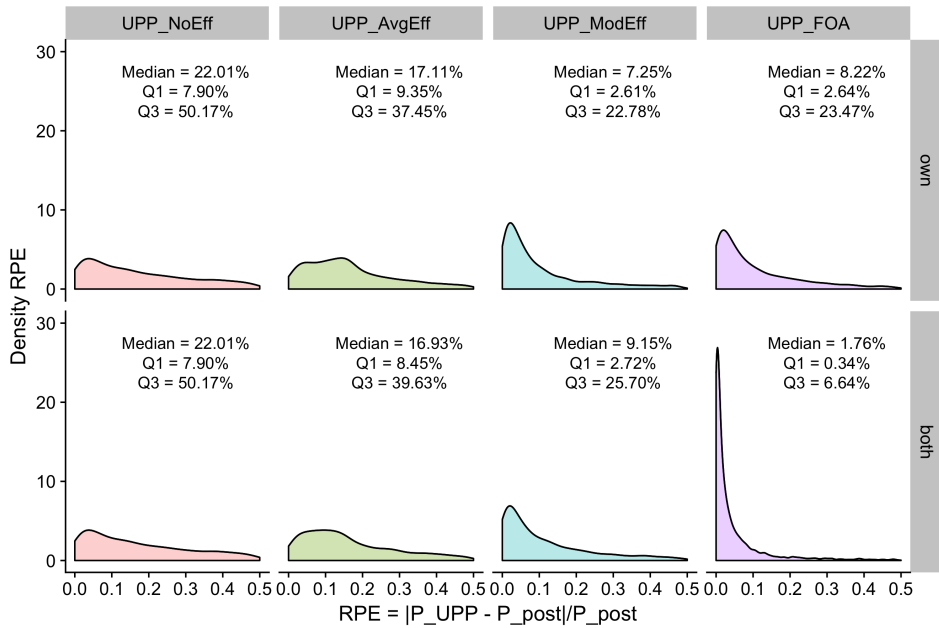 UPP_NoEff UPP_AvgEff UPP_ModEff UPP_FOA
30
20
10
0
Median = 22.01%
Q1 = 7.90%
Q3 = 50.17%
Median = 17.11%
Q1 = 9.35%
Q3 = 37.45%
Median = 7.25%
Q1 = 2.61%
Q3 = 22.78%
Median = 8.22%
Q1 = 2.64%
Q3 = 23.47%
own
Density RPE
30
20
10
0
Median = 22.01%
Q1 = 7.90%
Q3 = 50.17%
Median = 16.93%
Q1 = 8.45%
Q3 = 39.63%
Median = 9.15%
Q1 = 2.72%
Q3 = 25.70%
Median = 1.76%
Q1 = 0.34%
Q3 = 6.64%
both
0.0 0.1 0.2 0.3 0.4 0.5 0.0 0.1 0.2 0.3 0.4 0.5 0.0 0.1 0.2 0.3 0.4 0.5 0.0 0.1 0.2 0.3 0.4 0.5
RPE = |P_UPP - P_post|/P_post